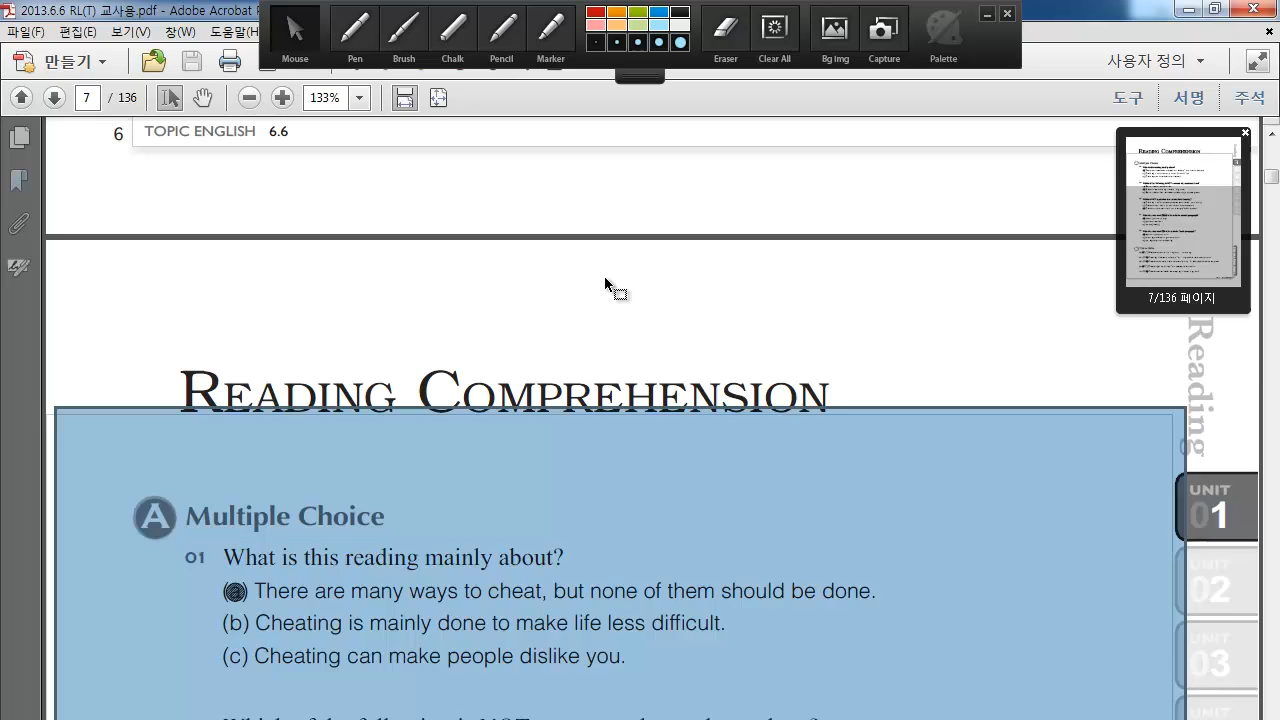 2013.6.6 RL(T) 교사용.pdf - Adobe Acrobat
파일(F) 편집(E) 보기(V) 창(W) 도움말(H
Mouse Pen Brush Chalk Pencil Marker Eraser Clear All Bg img Capture Palette
만들기 사용자 정의
7 / 136 133% 도구 서명 주석
6 TOPIC ENGLISH 6.6
READING COMPREHENSION
7/136 페이지
Reading
A Multiple Choice
UNIT
01
01 What is this reading mainly about?
(a) There are many ways to cheat, but none of them should be done.
UNIT
02
(b) Cheating is mainly done to make life less difficult.
(c) Cheating can make people dislike you.
UNIT
03